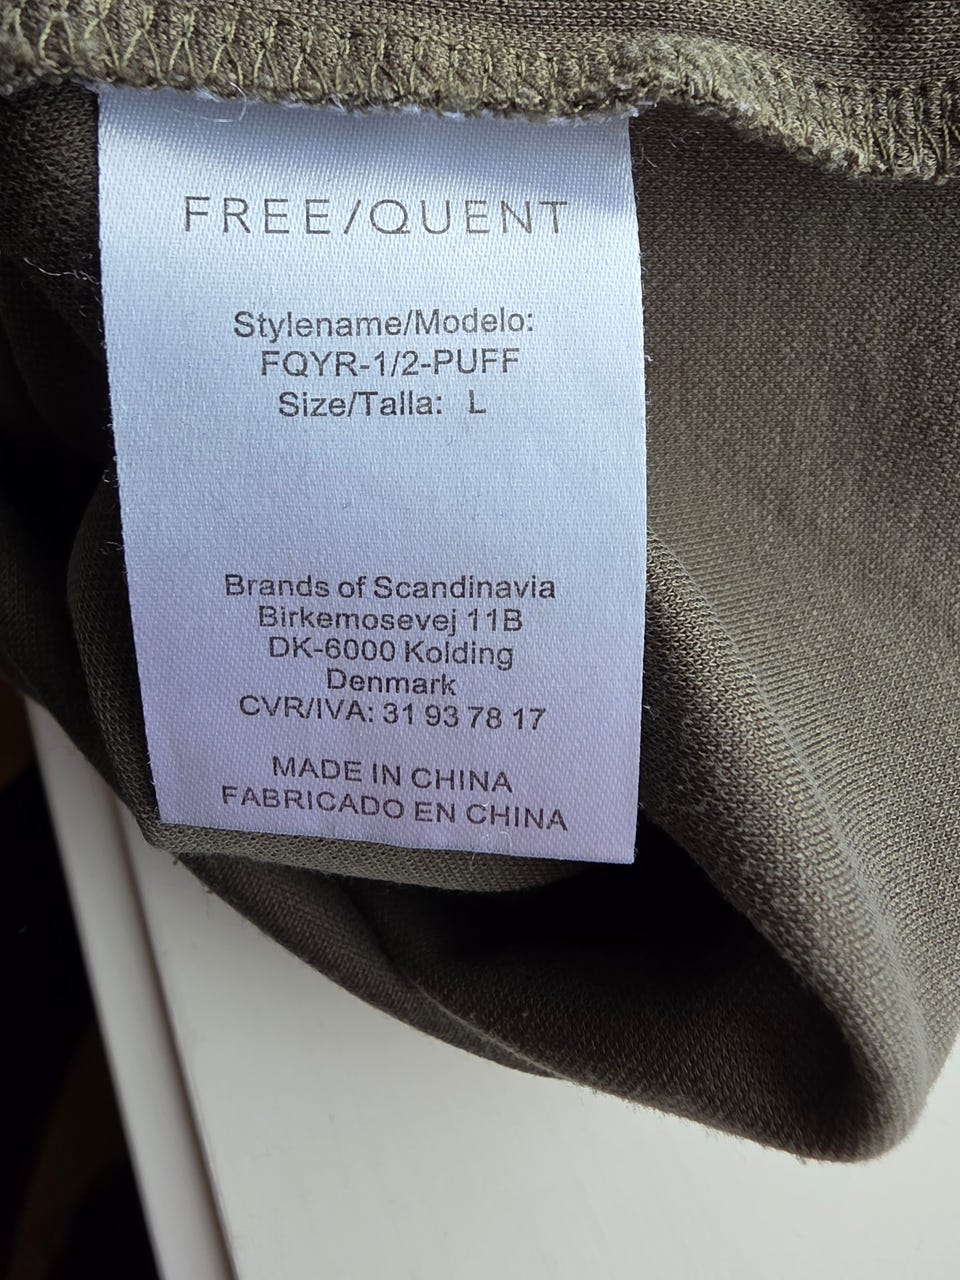 FREE/QUENT
Stylename/Modelo:
FQYR-1/2-PUFF
Size/Talla: L
Brands of Scandinavia
Birkemosevej 11B
DK-6000 Kolding
Denmark
CVR/IVA: 31 93 78 17
MADE IN CHINA
FABRICADO EN CHINA